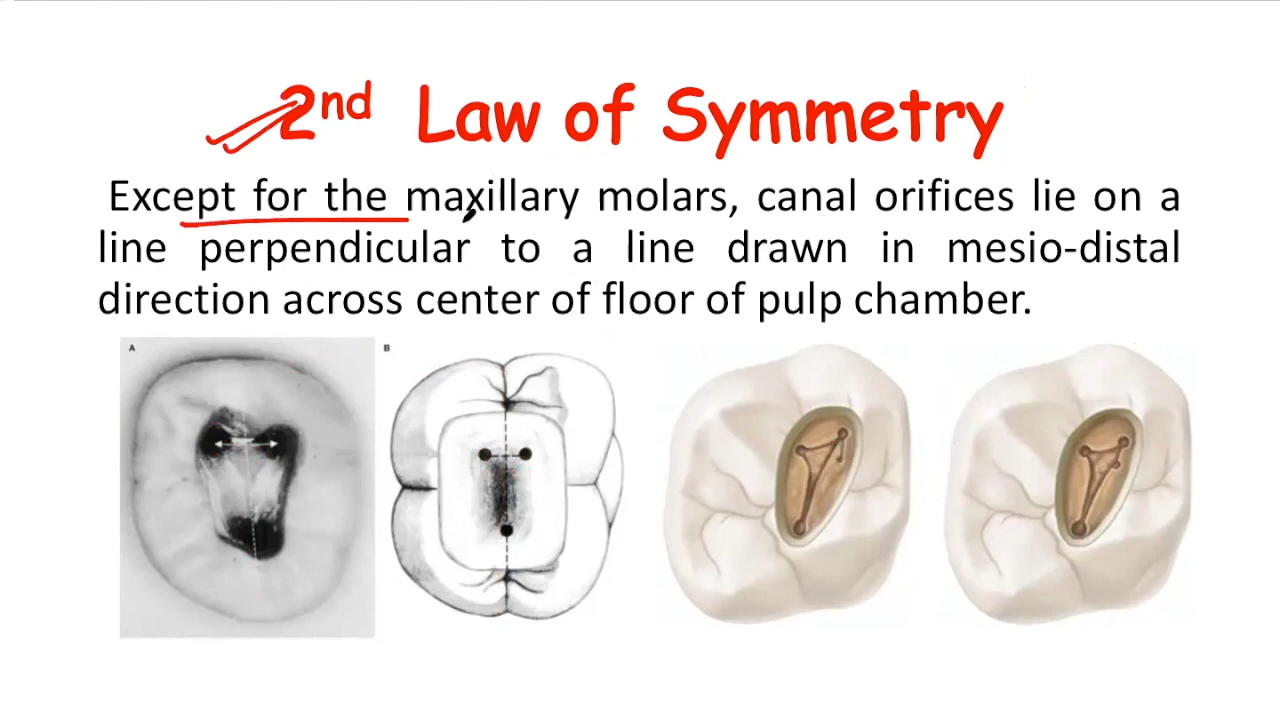 2nd Law of Symmetry
Except for the maxillary molars, canal orifices lie on a
line perpendicular to a line drawn in mesio-distal
direction across center of floor of pulp chamber.
A
B